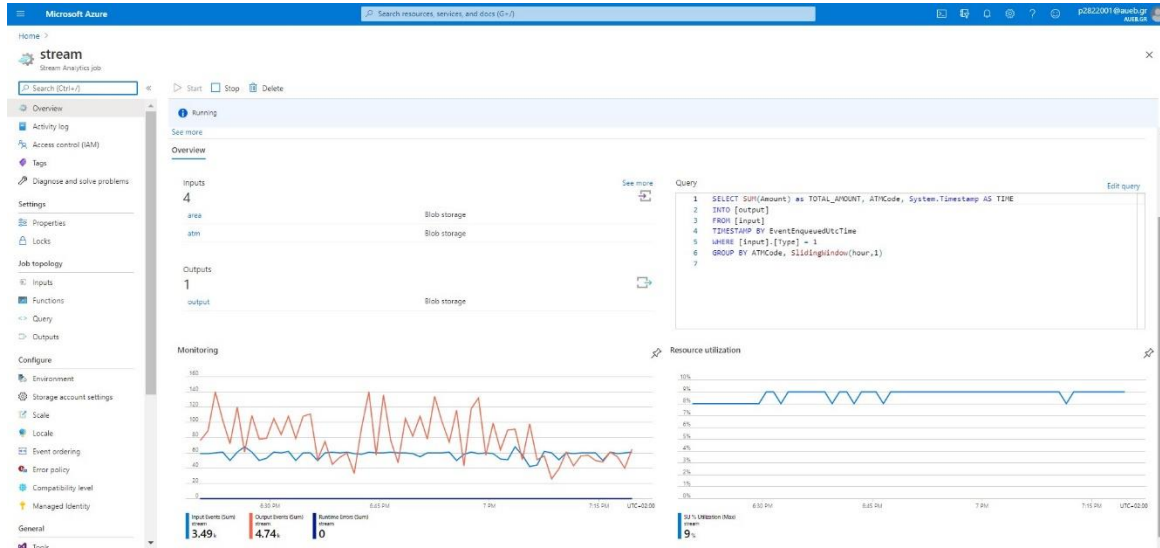 Microsoft Azure
Search resources, services, and docs (G+/)
p2822001@aueb.gr
AUEB.GR
Home >
stream
Stream Analytics job
Search (Ctrl+/)
Start Stop Delete
Overview
Activity log
Access control (IAM)
Tags
Diagnose and solve problems
Settings
Properties
Locks
Job topology
Inputs
Functions
Query
Outputs
Configure
Environment
Storage account settings
Scale
Locale
Event ordering
Error policy
Compatibility level
Managed Identity
General
Tools
Running
See more
Overview
Inputs
See more
4
area Blob storage
atm Blob storage
Outputs
1
output Blob storage
Query
Edit query
1 SELECT SUM(Amount) as TOTAL_AMOUNT, ATMCode, System.Timestamp AS TIME
2 INTO [output]
3 FROM [input]
4 TIMESTAMP BY EventEnqueuedUtcTime
5 WHERE [input].[Type] = 1
6 GROUP BY ATMCode, SlidingWindow(hour,1)
7
Monitoring
160
140
120
100
80
60
40
20
0
6:30 PM 6:45 PM 7 PM 7:15 PM UTC+02:00
Input Events (Sum)
stream
3.49k
Output Events (Sum)
stream
4.74k
Runtime Errors (Sum)
stream
0
Resource utilization
10%
9%
8%
7%
6%
5%
4%
3%
2%
1%
0%
6:30 PM 6:45 PM 7 PM 7:15 PM UTC+02:00
SU % Utilization (Max)
stream
9%